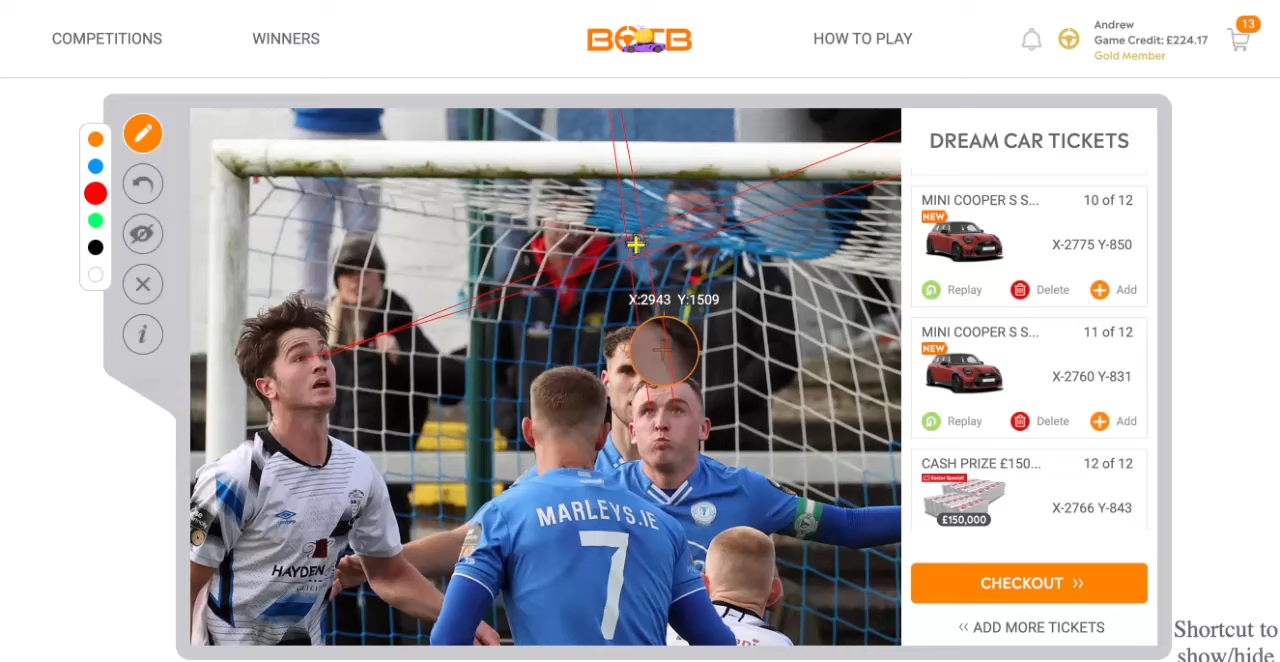 COMPETITIONS
WINNERS
BOTB
HOW TO PLAY
Andrew
Game Credit: £224.17
Gold Member
13
DREAM CAR TICKETS
MINI COOPER S S... 10 of 12
NEW
X-2775 Y-850
Replay Delete Add
MINI COOPER S S... 11 of 12
NEW
X-2760 Y-831
Replay Delete Add
CASH PRIZE £150... 12 of 12
Easter Special!
X-2766 Y-843
£150,000
CHECKOUT »
« ADD MORE TICKETS
X:2943 Y:1509
i
umbro
HAYDEN
MARLEYS.IE
7
Shortcut to
show/hide